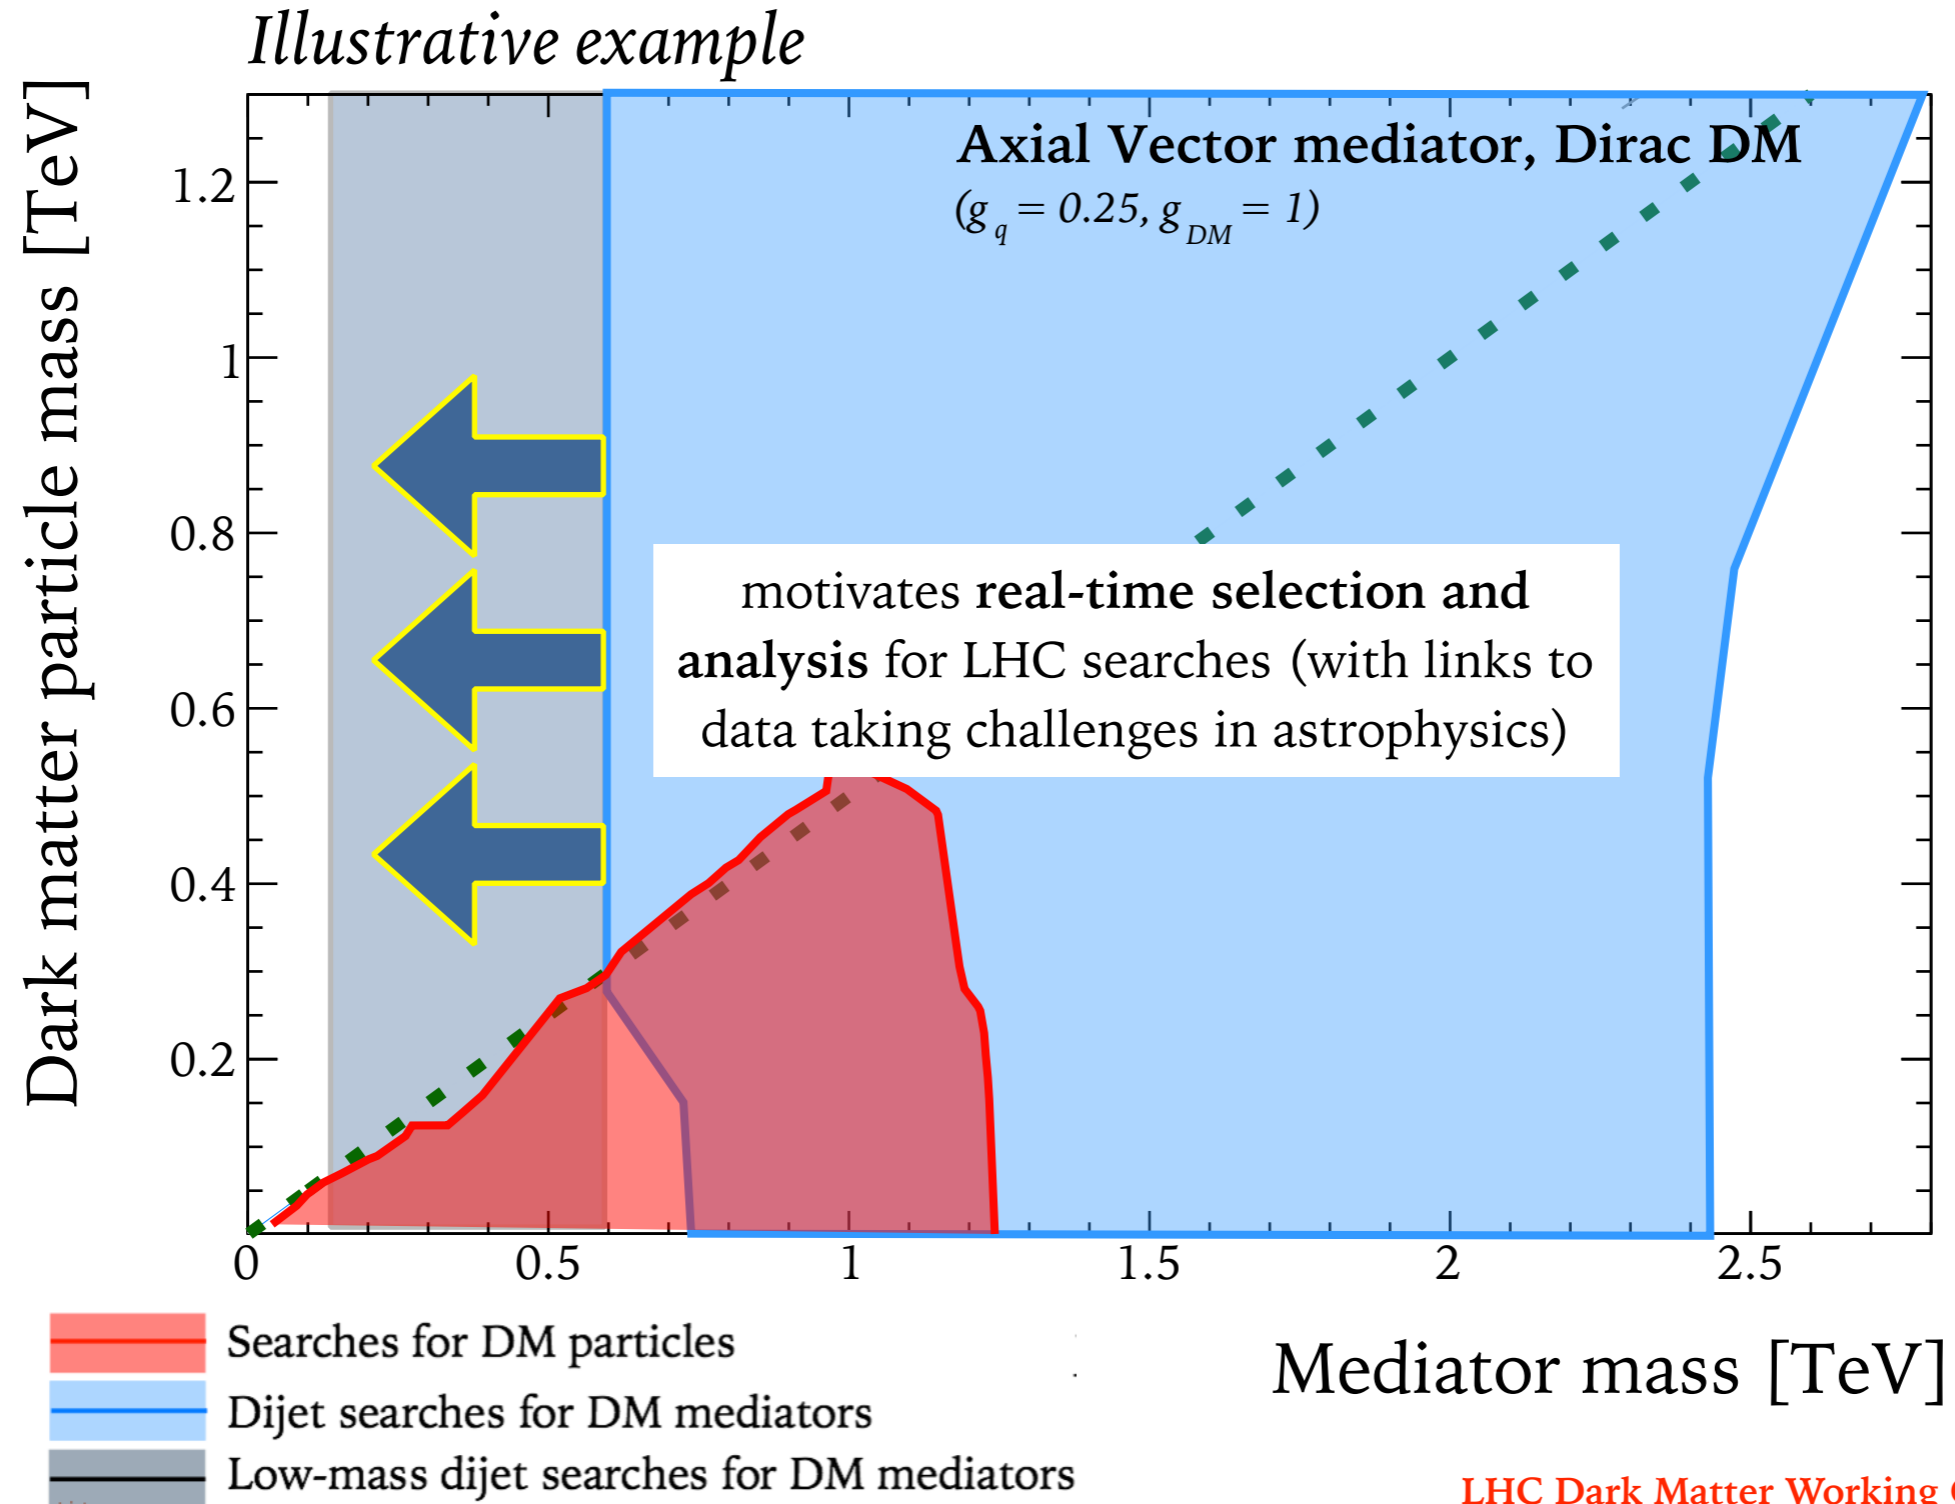 Illustrative example
Dark matter particle mass [TeV]
Axial Vector mediator, Dirac DM
(g q = 0.25, g DM = 1)
1.2
1
0.8
0.6
0.4
0.2
motivates real-time selection and
analysis for LHC searches (with links to
data taking challenges in astrophysics)
0 0.5 1 1.5 2 2.5
Mediator mass [TeV]
Searches for DM particles
Dijet searches for DM mediators
Low-mass dijet searches for DM mediators
LHC Dark Matter Working